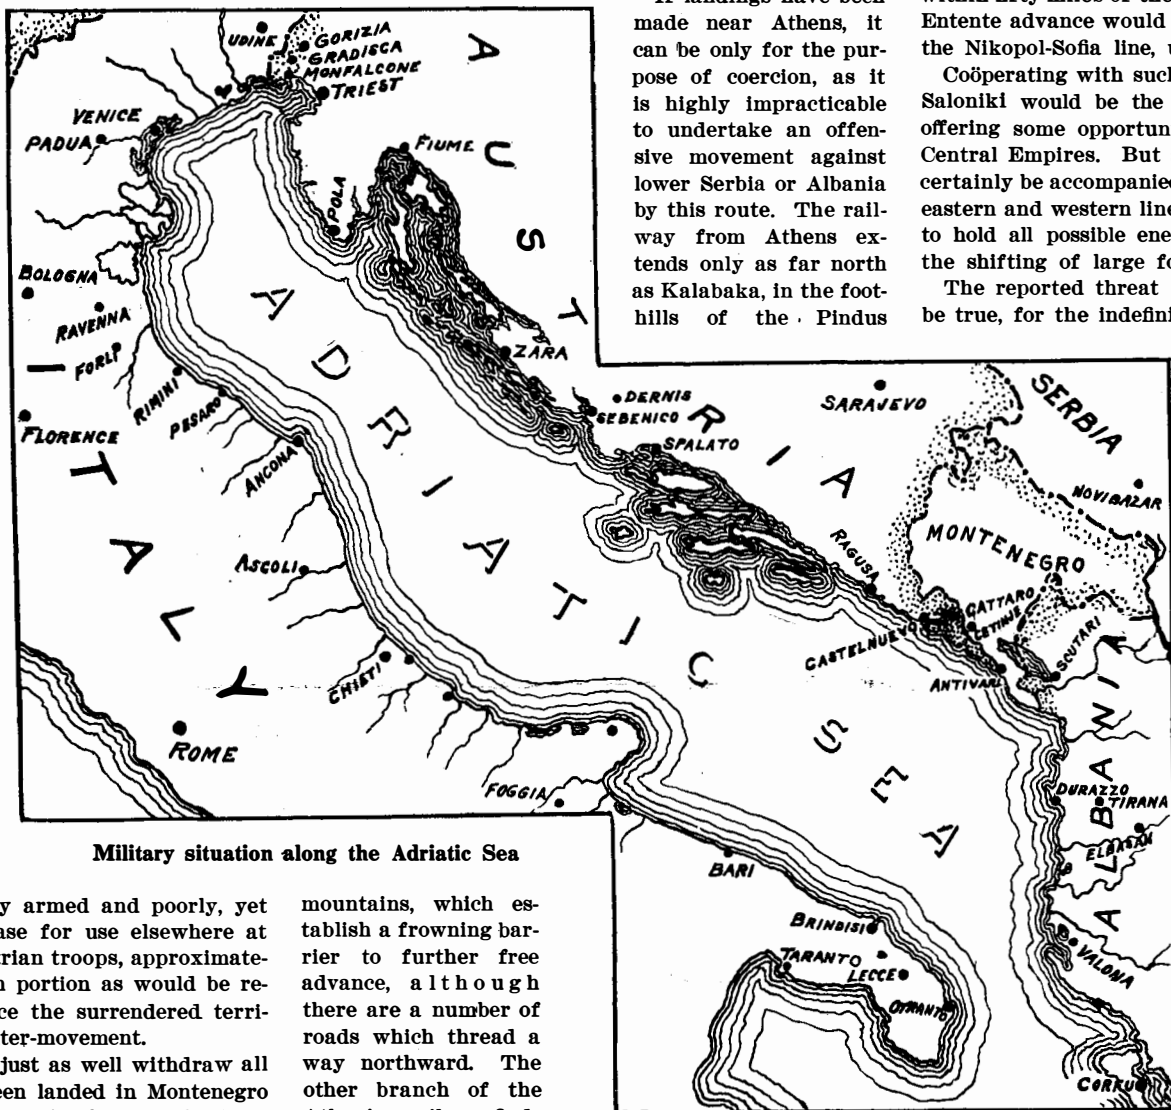 made near Athens, it
can be only for the pur-
pose of coercion, as it
is highly impracticable
to undertake an offen-
sive movement against
lower Serbia or Albania
by this route. The rail-
way from Athens ex-
tends only as far north
as Kalabaka, in the foot-
hills of the Pindus
Entente advance would
the Nikopol-Sofia line, u
Coöperating with such
Saloniki would be the
offering some opportun
Central Empires. But
certainly be accompanie
eastern and western line
to hold all possible ene
the shifting of large fo
The reported threat
be true, for the indefini
UDINE
GORIZIA
GRADISCA
MONFALCONE
TRIEST
VENICE
PADUA
FIUME
POLA
BOLOGNA
RAVENNA
FORLI
RIMINI
PESARO
FLORENCE
ANCONA
ASCOLI
CHIETI
ROME
FOGGIA
ITALY
AUSTRIA
ADRIATIC SEA
ZARA
DERNIS
SEBENICO
SPALATO
SARAJEVO
SERBIA
NOVIBAZAR
MONTENEGRO
RAGUSA
CATTARO
CETINJE
CASTELNUEVO
SCUTARI
ANTIVARI
ALBANI
DURAZZO
TIRANA
ELBASAN
VALONA
BARI
BRINDISI
TARANTO
LECCE
OTRANTO
CORFU
Military situation along the Adriatic Sea
y armed and poorly, yet
ase for use elsewhere at
trian troops, approximate-
portion as would be re-
ce the surrendered terri-
ter-movement.
just as well withdraw all
een landed in Montenegro
mountains, which es-
tablish a frowning bar-
rier to further free
advance, although
there are a number of
roads which thread a
way northward. The
other branch of the